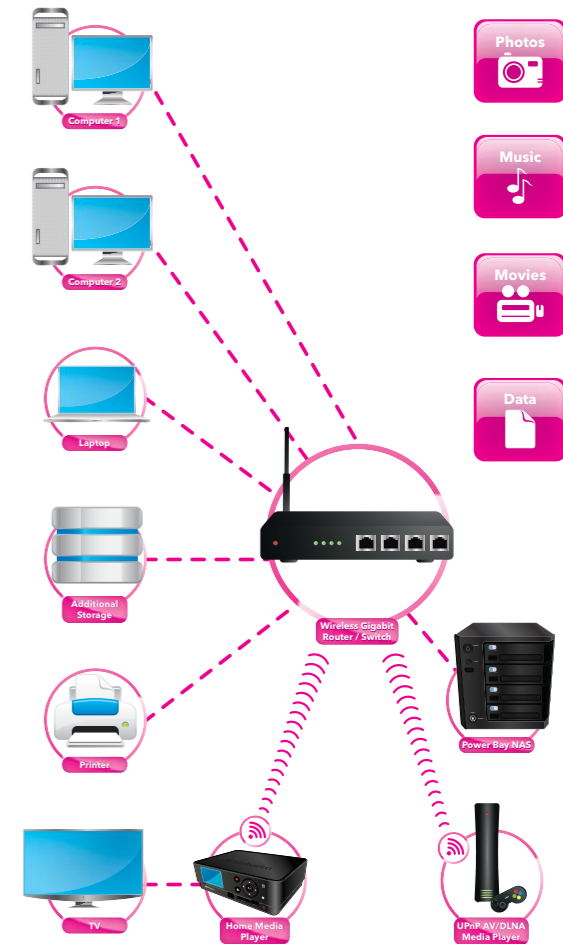 Computer 1
Photos
Music
Computer 2
Movies
Data
Laptop
Additional
Storage
Wireless Gigabit
Router / Switch
Power Bay NAS
Printer
TV
Home Media
Player
UPnP AV/DLNA
Media Player